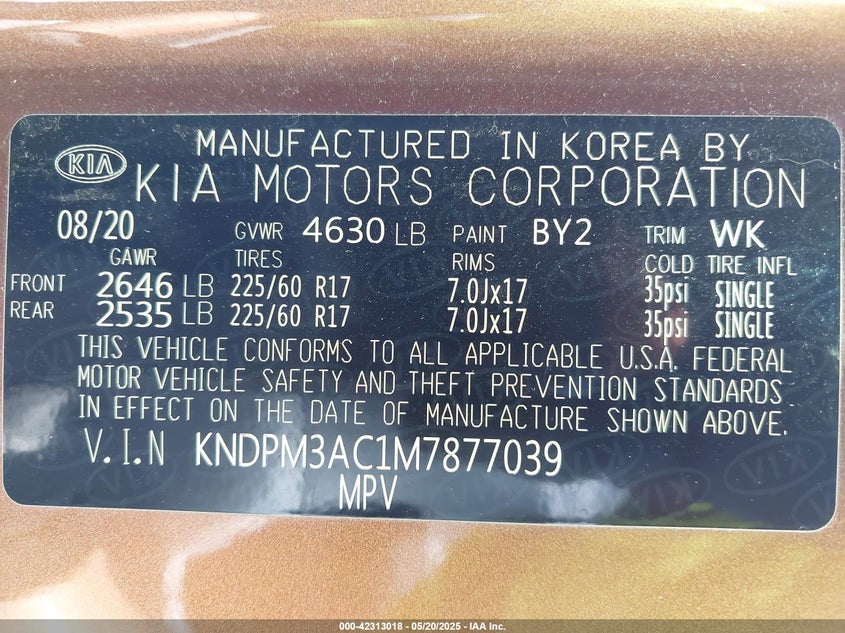 MANUFACTURED IN KOREA BY
KIA KIA MOTORS CORPORATION
08/20 GVWR 4630 LB PAINT BY2 TRIM WK
GAWR TIRES RIMS COLD TIRE INFL
FRONT 2646 LB 225/60 R17 7.0Jx17 35psi SINGLE
REAR 2535 LB 225/60 R17 7.0Jx17 35psi SINGLE
THIS VEHICLE CONFORMS TO ALL APPLICABLE U.S.A. FEDERAL
MOTOR VEHICLE SAFETY AND THEFT PREVENTION STANDARDS
IN EFFECT ON THE DATE OF MANUFACTURE SHOWN ABOVE.
V.I.N KNDPM3AC1M7877039
MPV
000-42313018 - 05/20/2025 - IAA Inc.